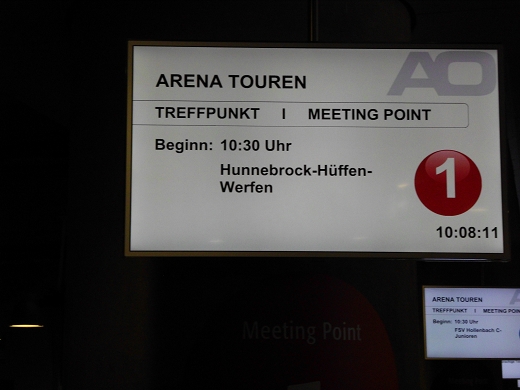 AO
ARENA TOUREN
TREFFPUNKT I MEETING POINT
Beginn: 10:30 Uhr
Hunnebrock-Hüffen-
Werfen
1
10:08:11
Meeting Point
ARENA TOUREN
TREFFPUNKT I MEETING POIN
Beginn: 10:30 Uhr
FSV Hollenbach C-
Junioren